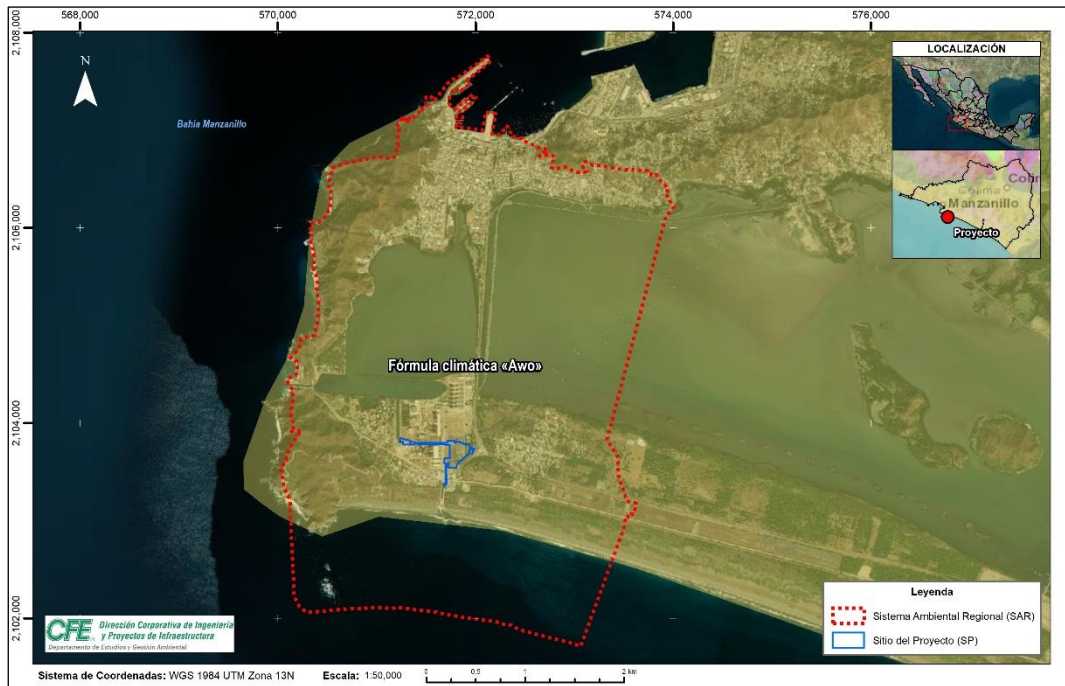 568,000
570,000
572,000
574,000
576,000
2,108,000
2,106,000
2,104,000
2,102,000
N
Bahía Manzanillo
LOCALIZACIÓN
Colima
Manzanillo
Proyecto
Fórmula climática «Awo»
Leyenda
Sistema Ambiental Regional (SAR)
Sitio del Proyecto (SP)
CFE
Dirección Corporativa de Ingeniería
y Proyectos de Infraestructura
Departamento de Estudios y Gestión Ambiental
Sistema de Coordenadas: WGS 1984 UTM Zona 13N
Escala: 1:50,000
0 0.5 1 2 km